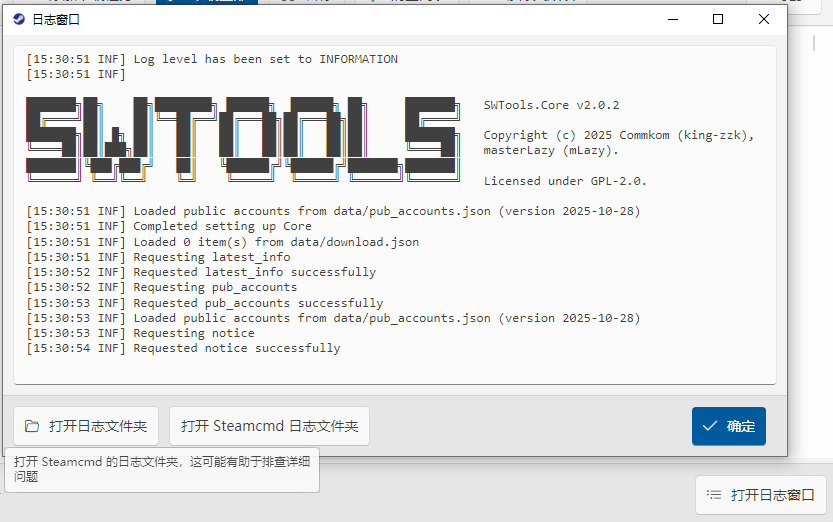 日志窗口
[15:30:51 INF] Log level has been set to INFORMATION
[15:30:51 INF]
SWTOOLS
SWTools.Core v2.0.2
Copyright (c) 2025 Commkom (king-zzk),
masterLazy (mLazy).
Licensed under GPL-2.0.
[15:30:51 INF] Loaded public accounts from data/pub_accounts.json (version 2025-10-28)
[15:30:51 INF] Completed setting up Core
[15:30:51 INF] Loaded 0 item(s) from data/download.json
[15:30:51 INF] Requesting latest_info
[15:30:52 INF] Requested latest_info successfully
[15:30:52 INF] Requesting pub_accounts
[15:30:53 INF] Requested pub_accounts successfully
[15:30:53 INF] Loaded public accounts from data/pub_accounts.json (version 2025-10-28)
[15:30:53 INF] Requesting notice
[15:30:54 INF] Requested notice successfully
打开日志文件夹
打开 Steamcmd 日志文件夹
确定
打开 Steamcmd 的日志文件夹，这可能有助于排查详细
问题
打开日志窗口